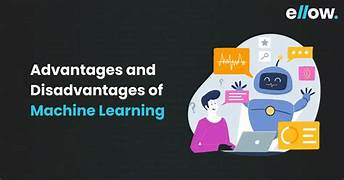 ellow.
Advantages and
Disadvantages of
Machine Learning